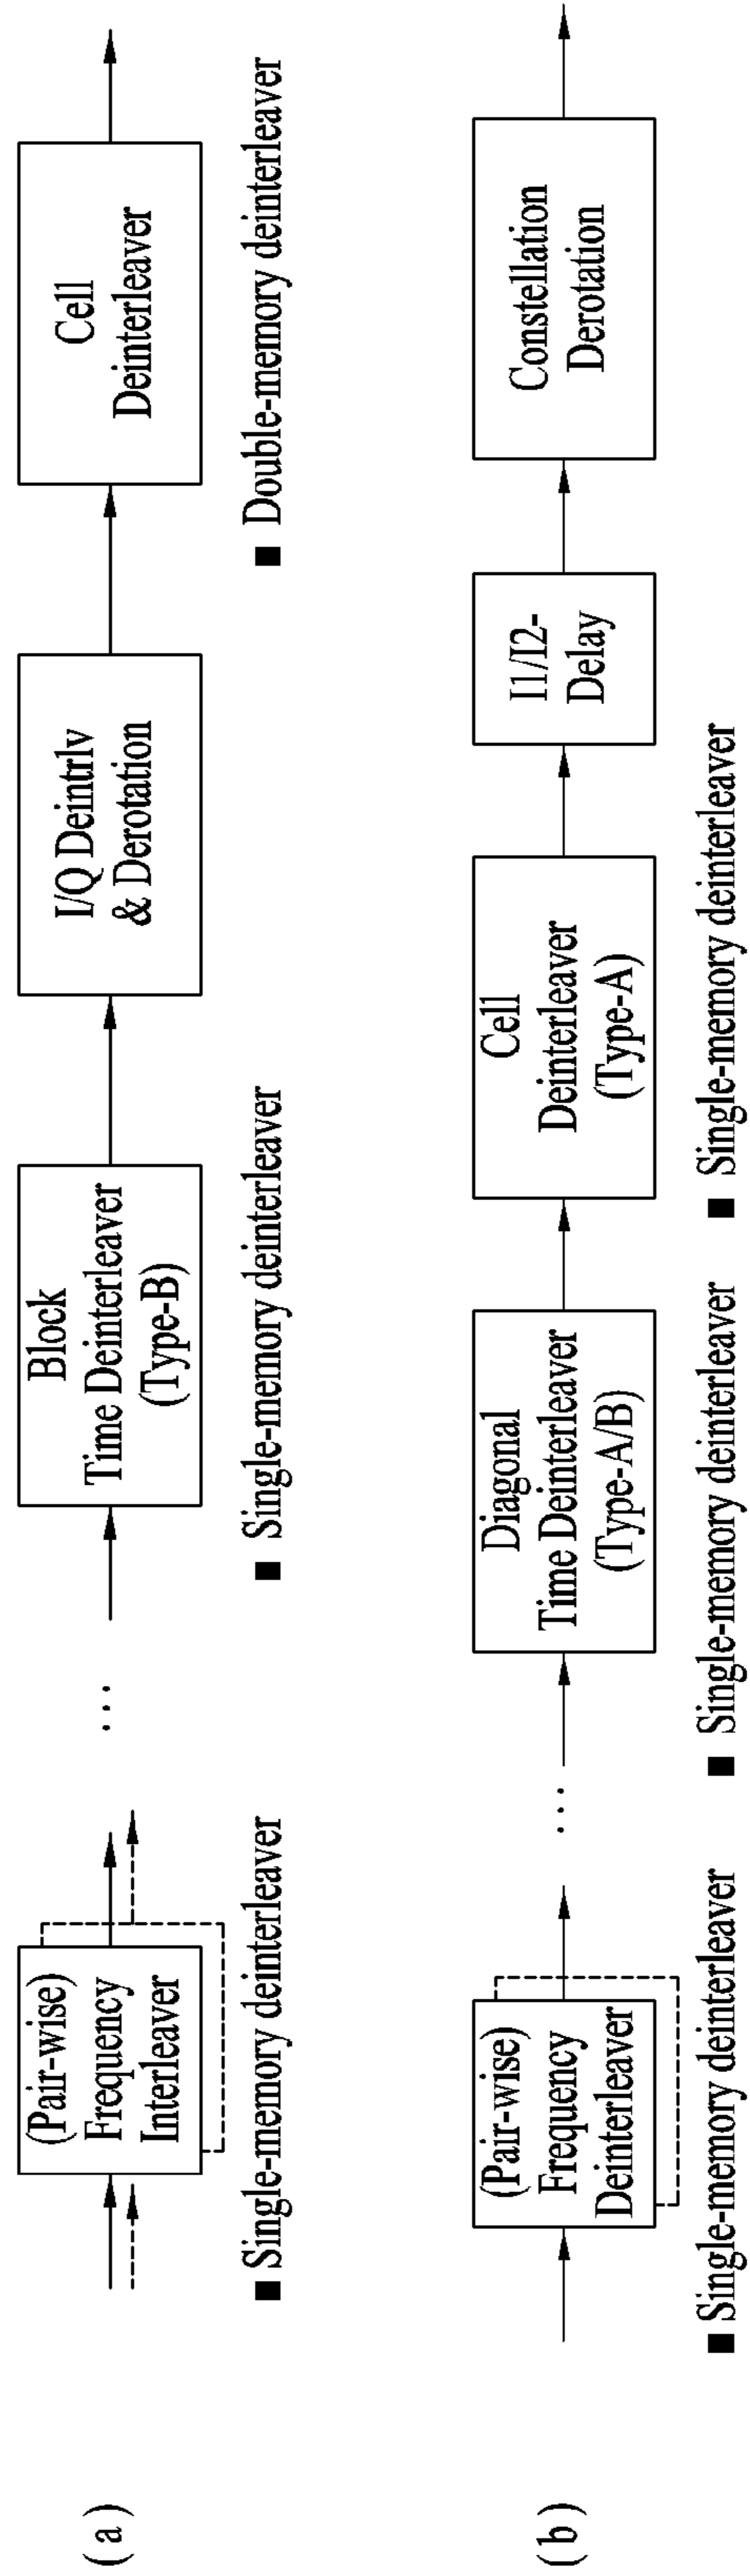 (a)
(Pair-wise)
Frequency
Interleaver
■ Single-memory deinterleaver
...
Block
Time Deinterleaver
(Type-B)
■ Single-memory deinterleaver
I/Q Deintrlv
& Derotation
Cell
Deinterleaver
■ Double-memory deinterleaver
(b)
(Pair-wise)
Frequency
Deinterleaver
■ Single-memory deinterleaver
...
Diagonal
Time Deinterleaver
(Type-A/B)
■ Single-memory deinterleaver
Cell
Deinterleaver
(Type-A)
■ Single-memory deinterleaver
I1/I2-
Delay
Constellation
Derotation